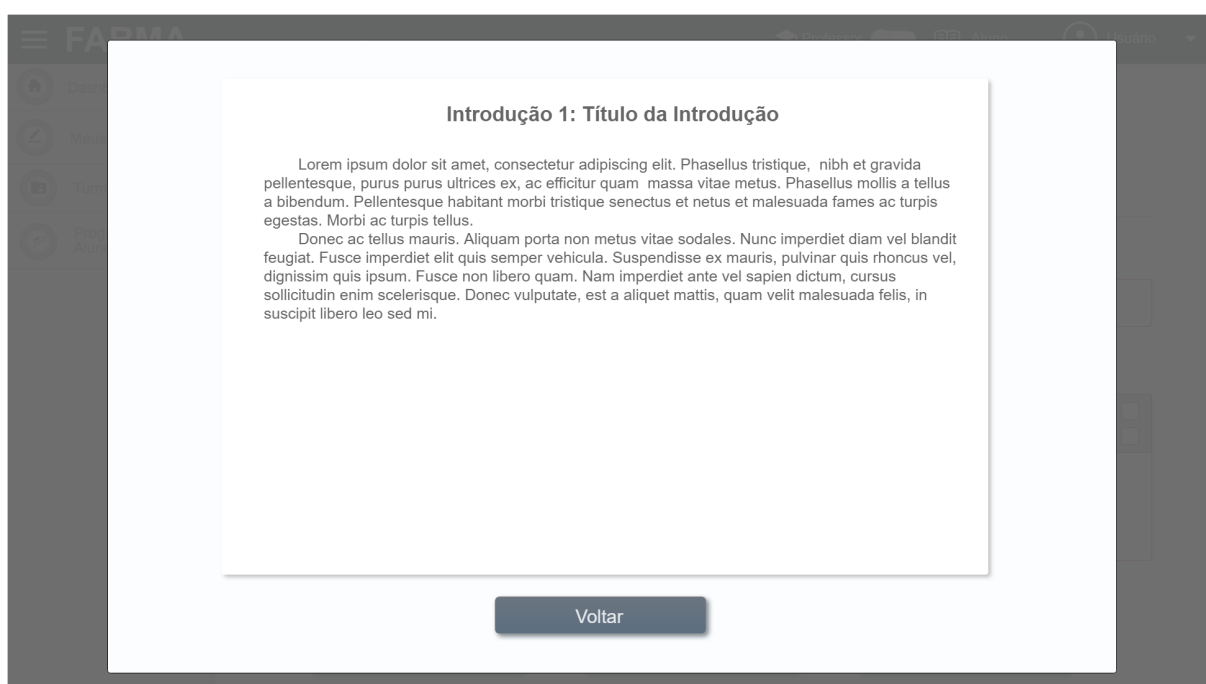 FARMA
Professor
Aluno
Usuário
Introdução 1: Título da Introdução
Lorem ipsum dolor sit amet, consectetur adipiscing elit. Phasellus tristique, nibh et gravida
pellentesque, purus purus ultrices ex, ac efficitur quam massa vitae metus. Phasellus mollis a tellus
a bibendum. Pellentesque habitant morbi tristique senectus et netus et malesuada fames ac turpis
egestas. Morbi ac turpis tellus.
Donec ac tellus mauris. Aliquam porta non metus vitae sodales. Nunc imperdiet diam vel blandit
feugiat. Fusce imperdiet elit quis semper vehicula. Suspendisse ex mauris, pulvinar quis rhoncus vel,
dignissim quis ipsum. Fusce non libero quam. Nam imperdiet ante vel sapien dictum, cursus
sollicitudin enim scelerisque. Donec vulputate, est a aliquet mattis, quam velit malesuada felis, in
suscipit libero leo sed mi.
Voltar